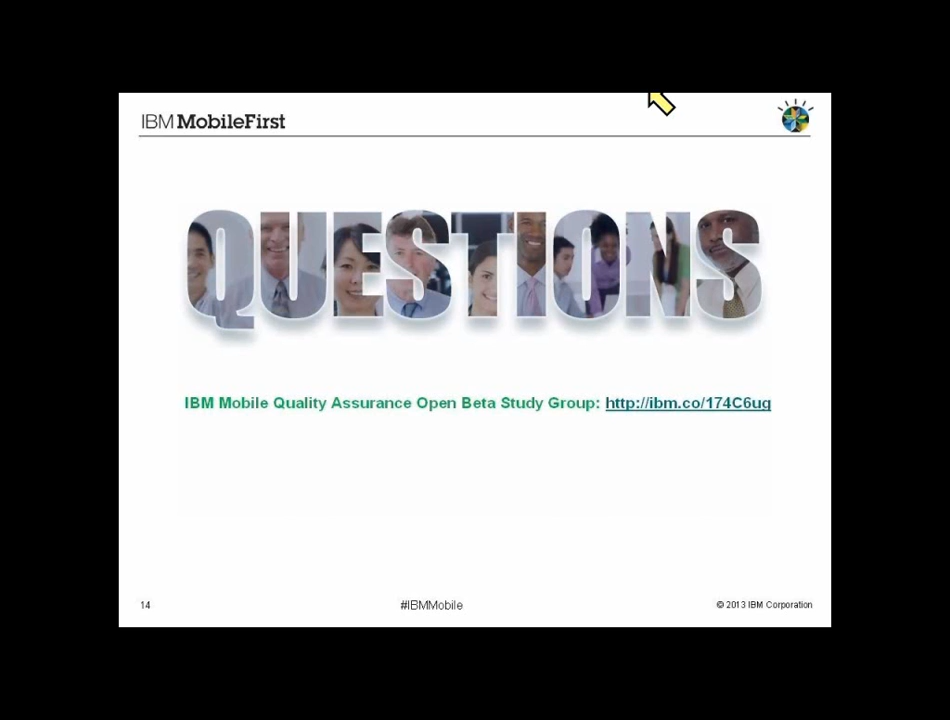 IBM MobileFirst
QUESTIONS
IBM Mobile Quality Assurance Open Beta Study Group: http://ibm.co/174C6ug
14 #IBMMobile © 2013 IBM Corporation